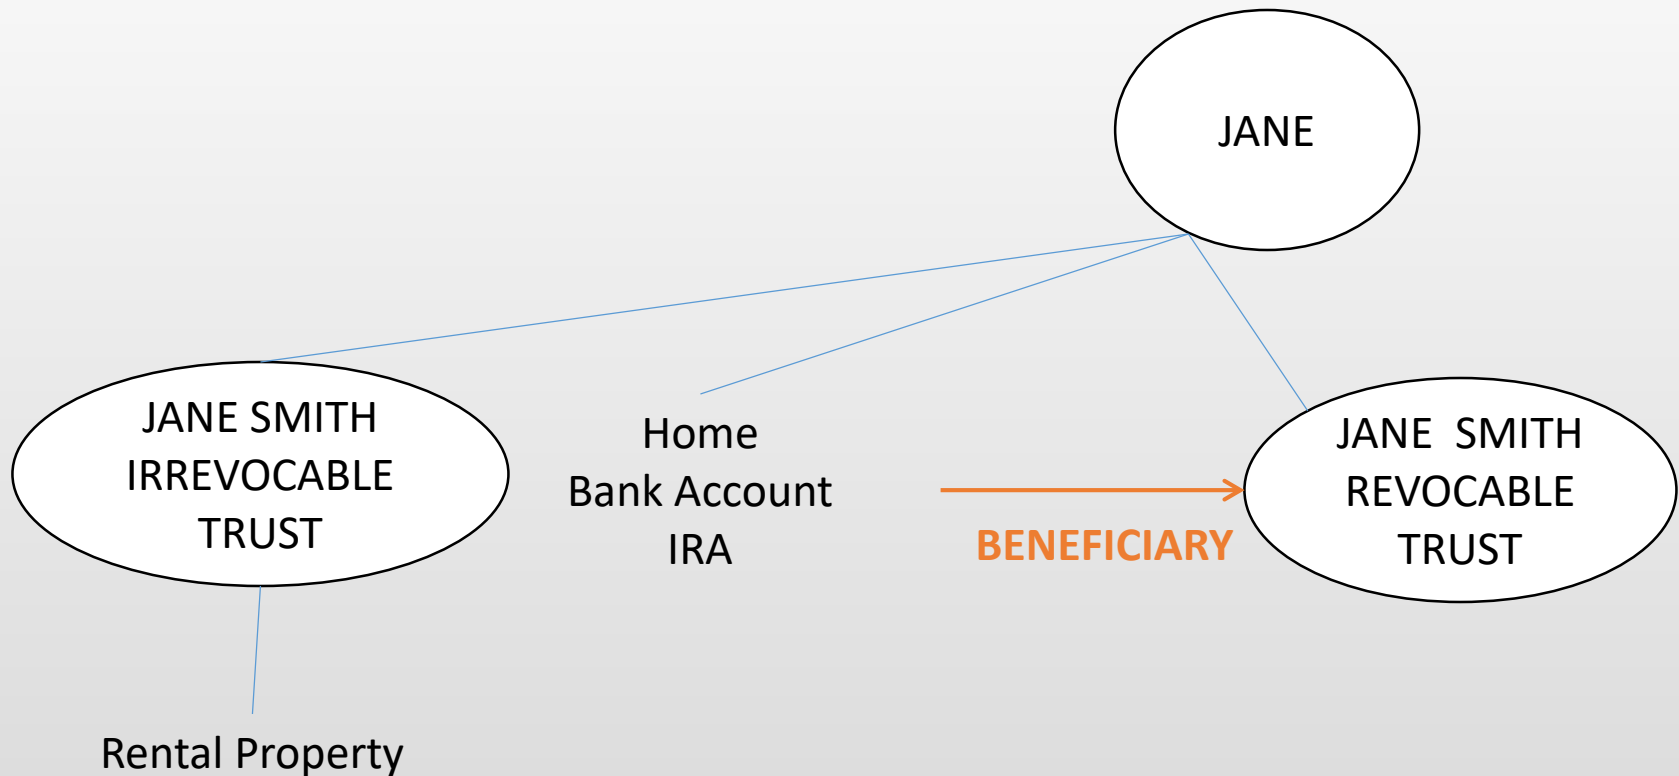 JANE
JANE SMITH
IRREVOCABLE
TRUST
Home
Bank Account
IRA
BENEFICIARY
JANE  SMITH
REVOCABLE
TRUST
Rental Property